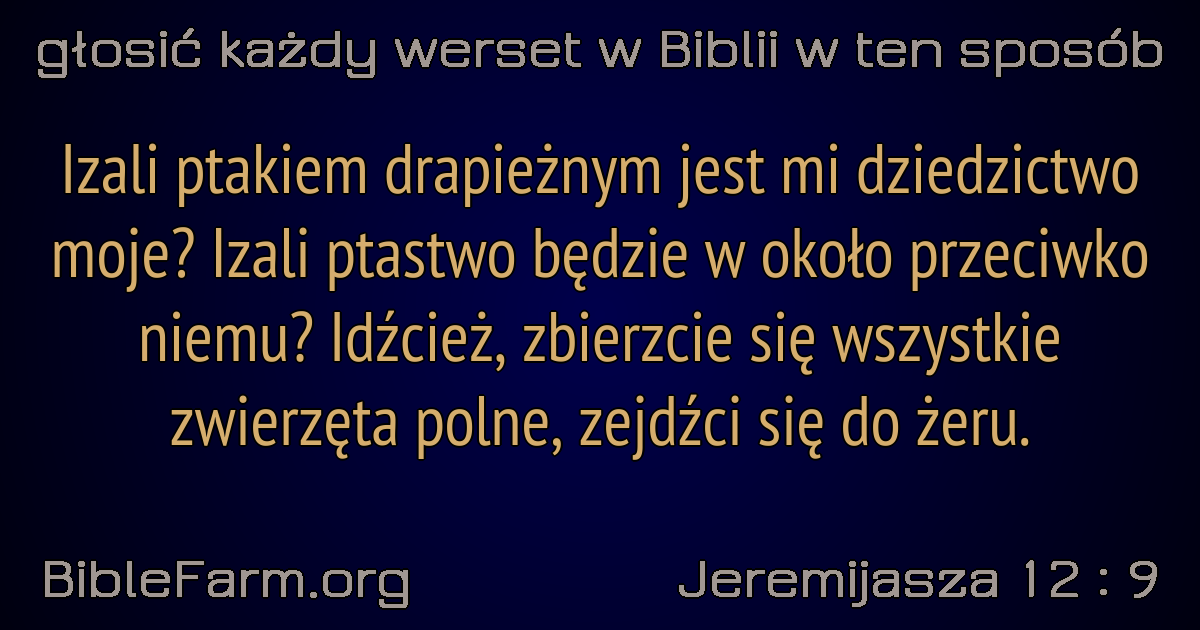 głosić każdy werset w Biblii w ten sposób
Izali ptakiem drapieżnym jest mi dziedzictwo
moje? Izali ptastwo będzie w około przeciwko
niemu? Idźcież, zbierzcie się wszystkie
zwierzęta polne, zejdźci się do żeru.
BibleFarm.org
Jeremijasza 12 : 9